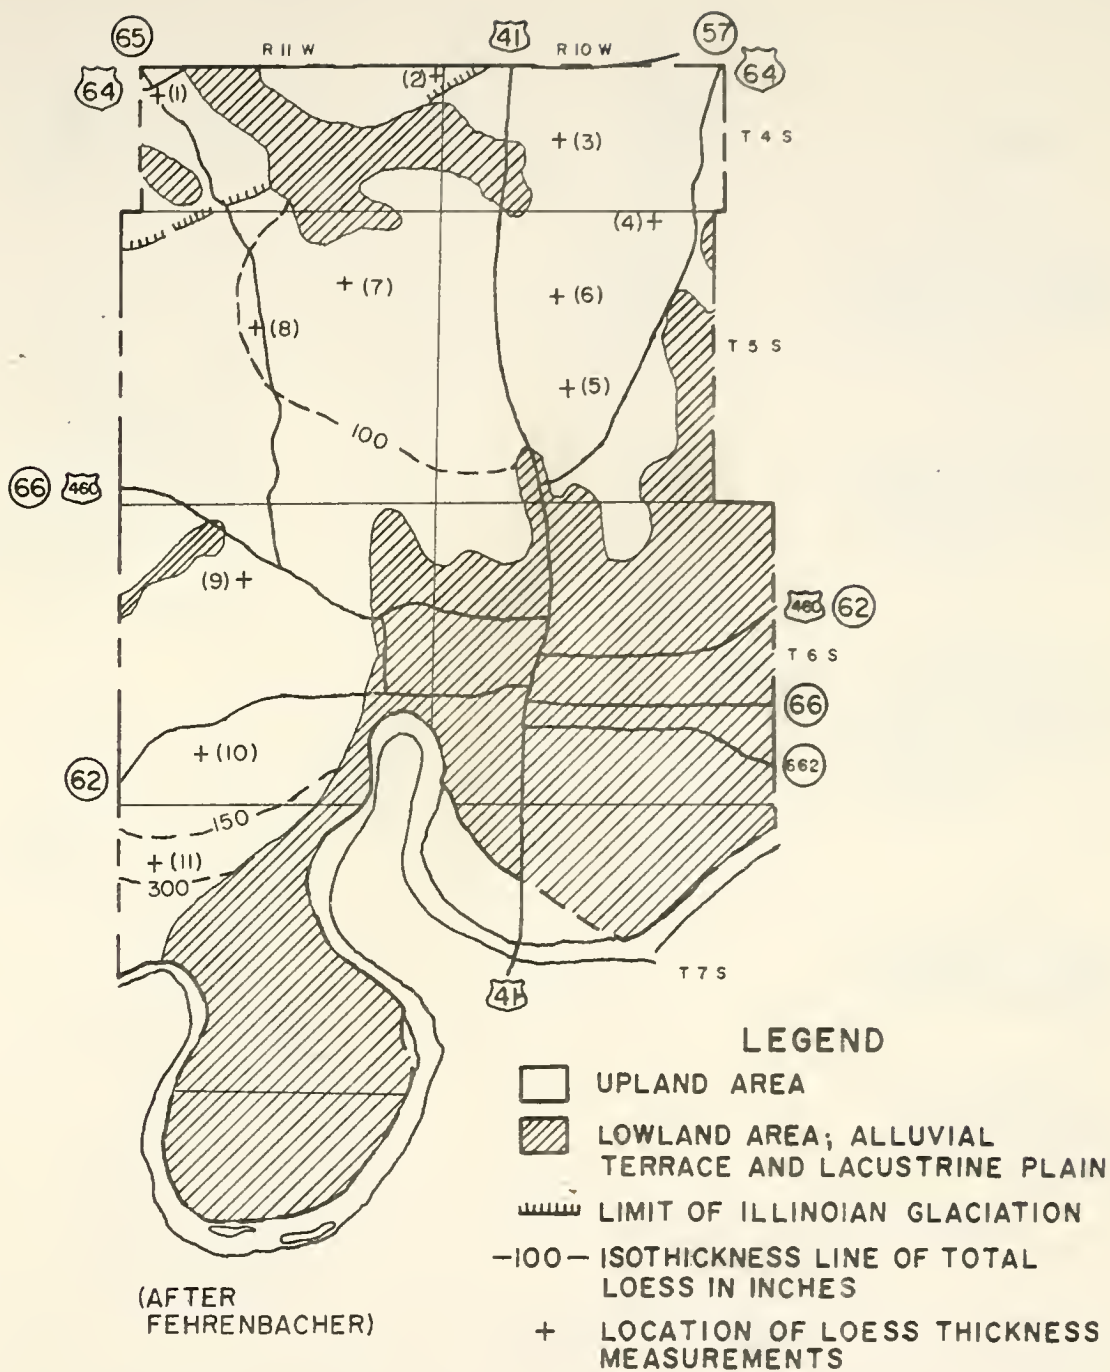 65
R 11 W
41
R 10 W
57
64
64
(1)
(2)
(3)
T 4 S
(4)
(7)
(6)
(8)
T 5 S
(5)
100
66
460
(9)
460
62
T 6 S
66
(10)
62
662
150
(11)
300
T 7 S
41
LEGEND
UPLAND AREA
LOWLAND AREA; ALLUVIAL
TERRACE AND LACUSTRINE PLAIN
LIMIT OF ILLINOIAN GLACIATION
-100- ISOTHICKNESS LINE OF TOTAL
LOESS IN INCHES
+ LOCATION OF LOESS THICKNESS
MEASUREMENTS
(AFTER
FEHRENBACHER)